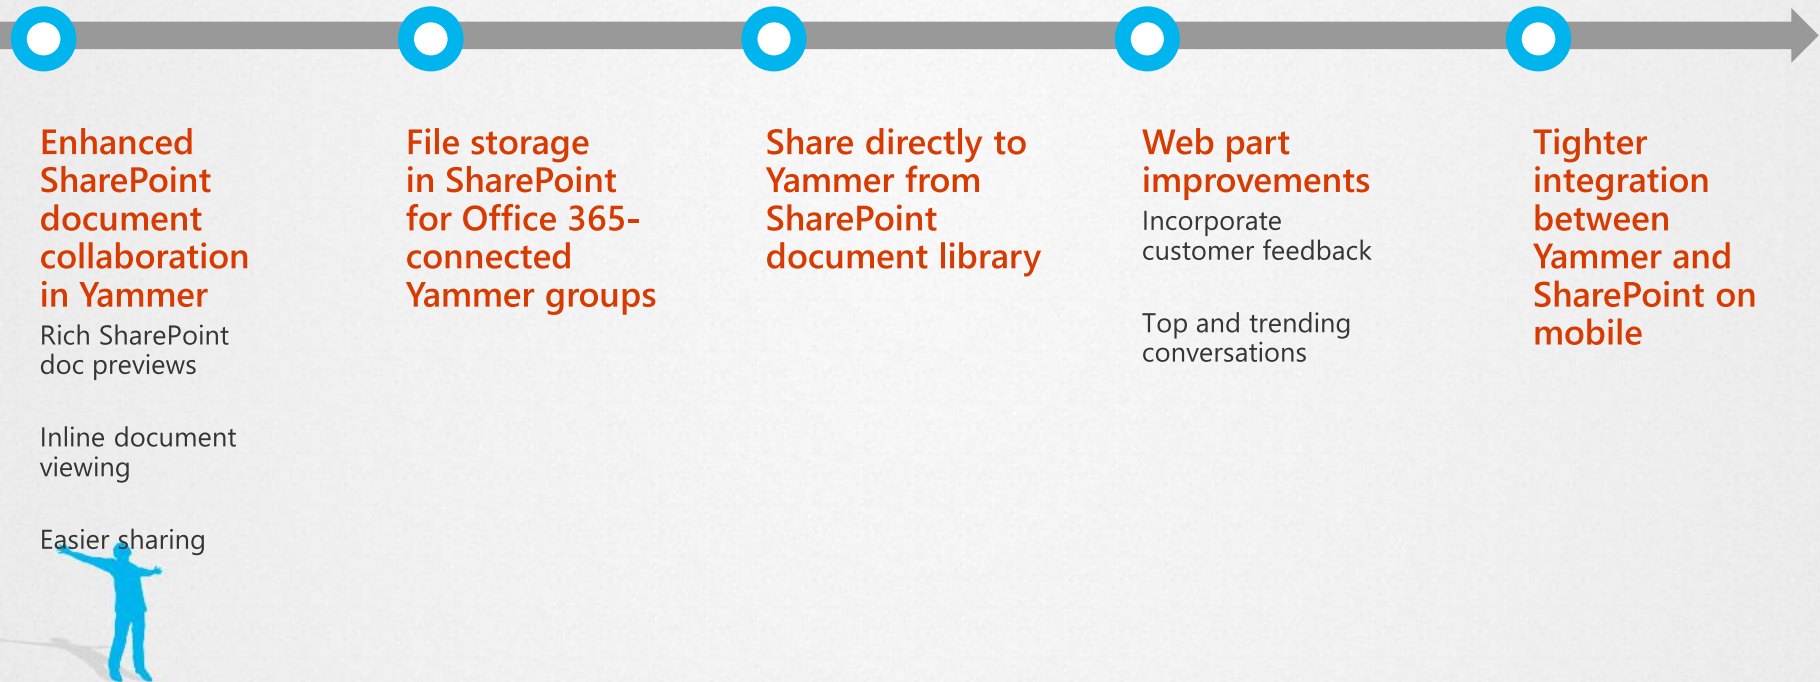 Enhanced
SharePoint
document
collaboration
in Yammer
Rich SharePoint
doc previews
Inline document
viewing
Easier sharing
File storage
in SharePoint
for Office 365-
connected
Yammer groups
Share directly to
Yammer from
SharePoint
document library
Web part
improvements
Incorporate
customer feedback
Top and trending
conversations
Tighter
integration
between
Yammer and
SharePoint on
mobile